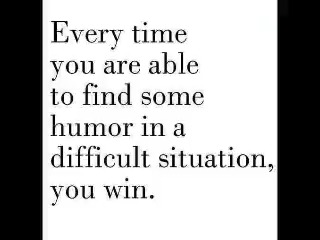 Every time
you are able
to find some
humor in a
difficult situation,
you win.